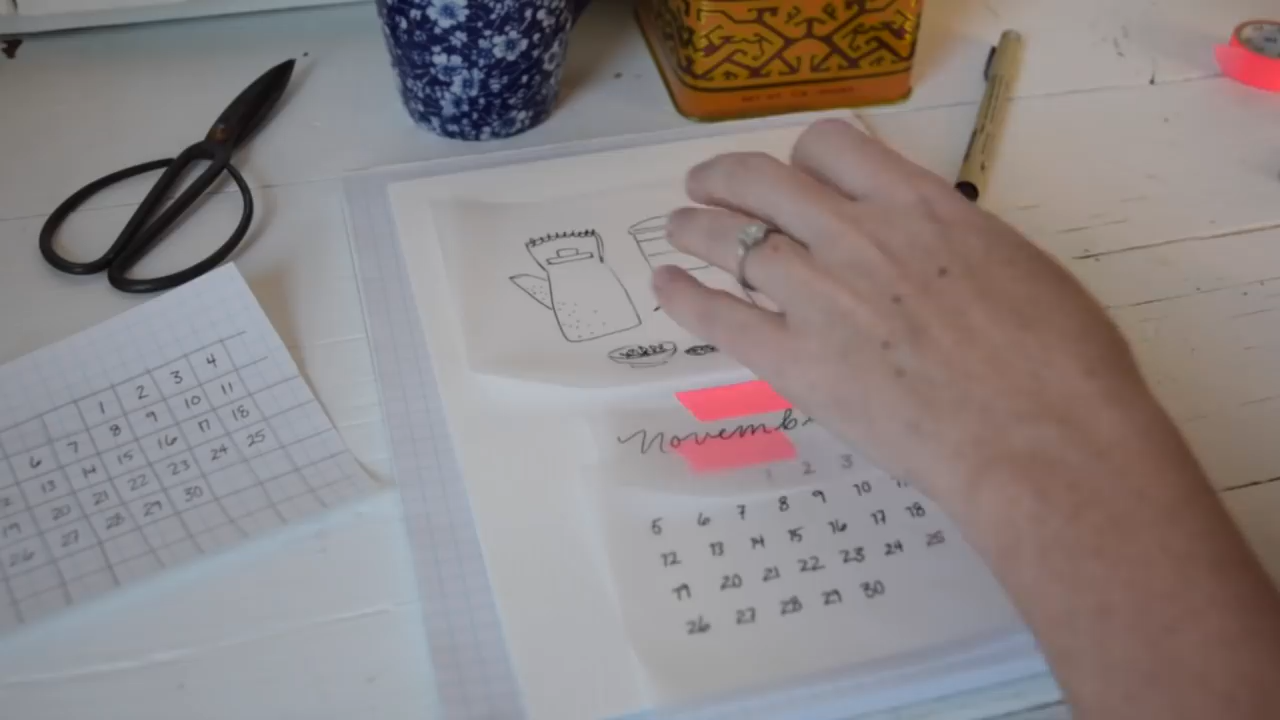 1 2 3 4
6 7 8 9 10 11
13 14 15 16 17 18
19 20 21 22 23 24 25
26 27 28 29 30
Novemb
1 2 3
5 6 7 8 9 10
12 13 14 15 16 17 18
19 20 21 22 23 24 25
26 27 28 29 30